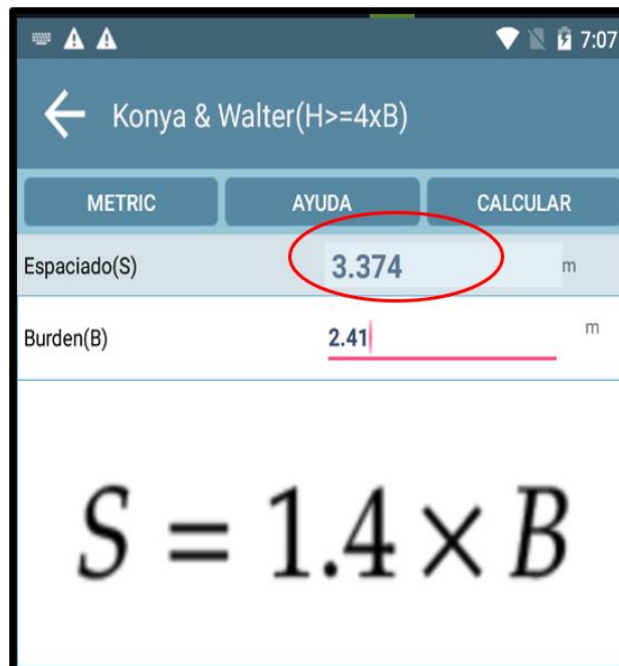 7:07
Konya & Walter(H>=4xB)
METRIC AYUDA CALCULAR
Espaciado(S) 3.374 m
Burden(B) 2.41 m
S = 1.4 × B